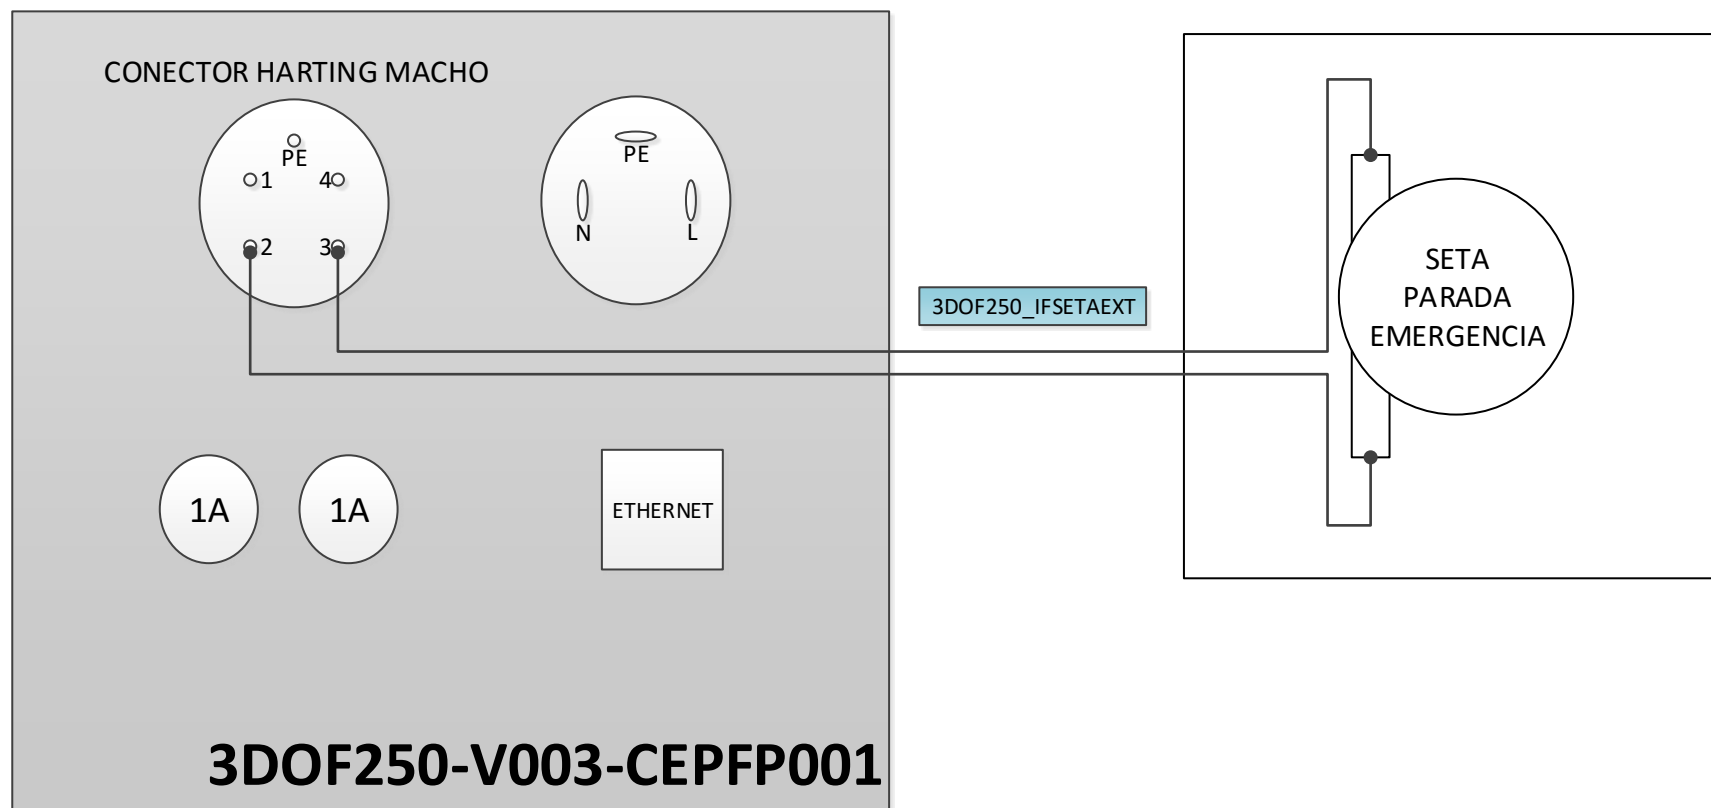 CONECTOR HARTING MACHO
PE
1
4
2
3
PE
N
L
3DOF250_IFSETAEXT
SETA
PARADA
EMERGENCIA
1A
1A
ETHERNET
3DOF250-V003-CEPFP001